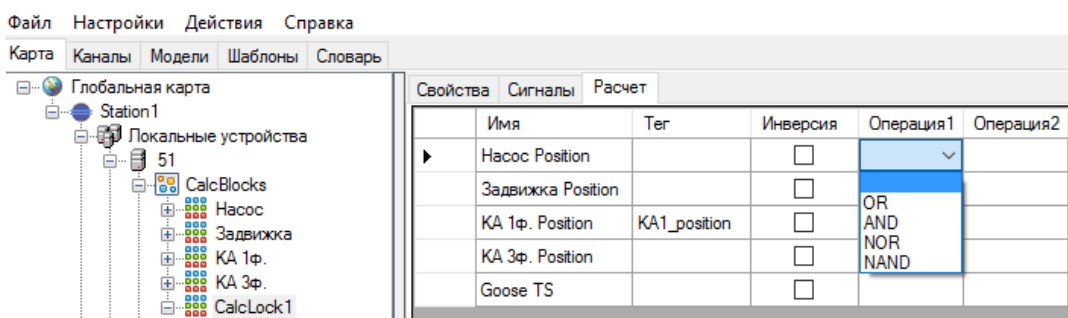 Файл Настройки Действия Справка
Карта Каналы Модели Шаблоны Словарь
Глобальная карта
Station1
Локальные устройства
51
CalcBlocks
Насос
Задвижка
КА 1ф.
КА 3ф.
CalcLock1
Свойства Сигналы Расчет
Имя Тег Инверсия Операция1 Операция2
Насос Position
Задвижка Position
КА 1ф. Position KA1_position
КА 3ф. Position
Goose TS
OR
AND
NOR
NAND